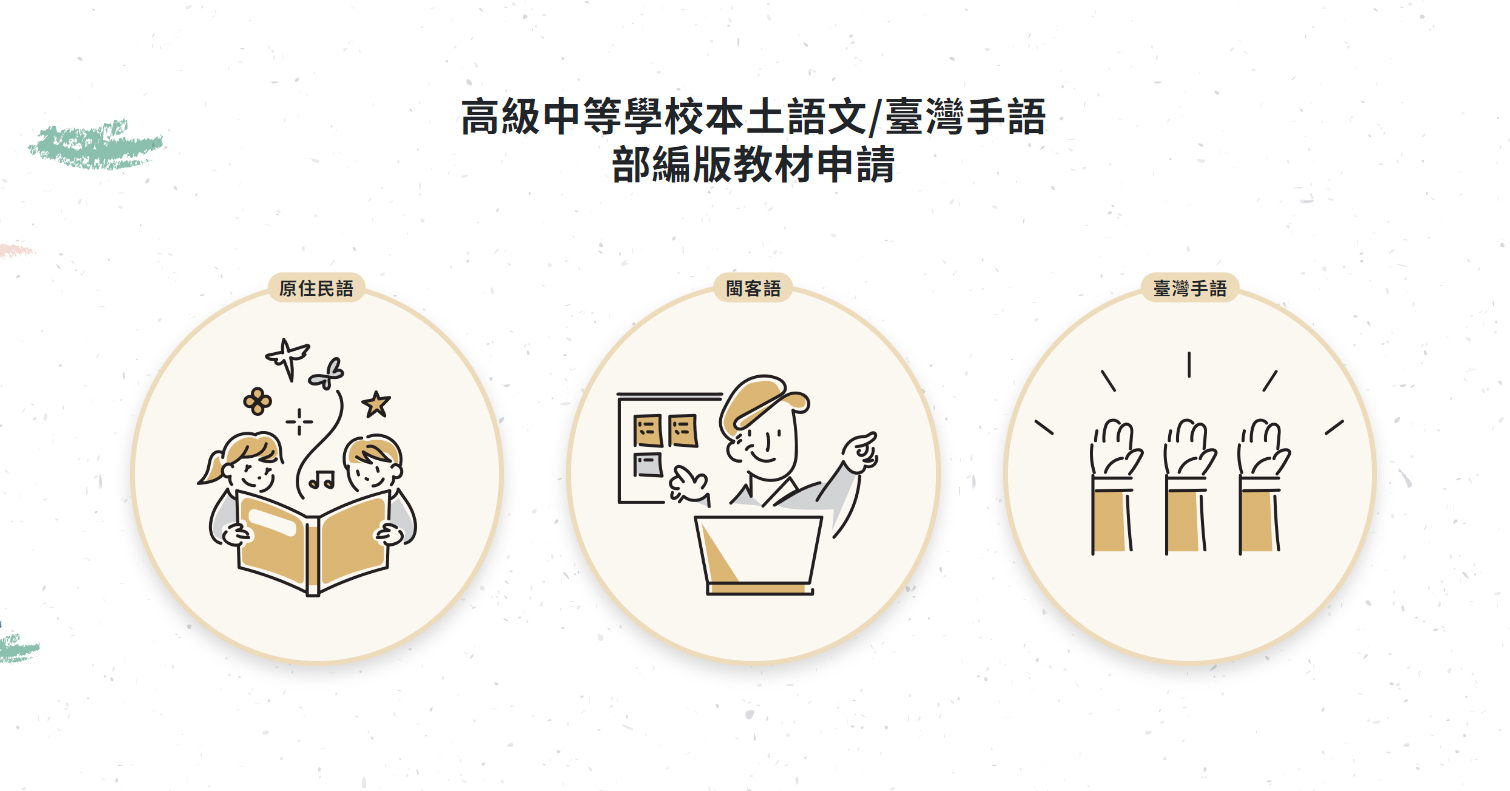 高級中等學校本土語文/臺灣手語
部編版教材申請
原住民語
閩客語
臺灣手語